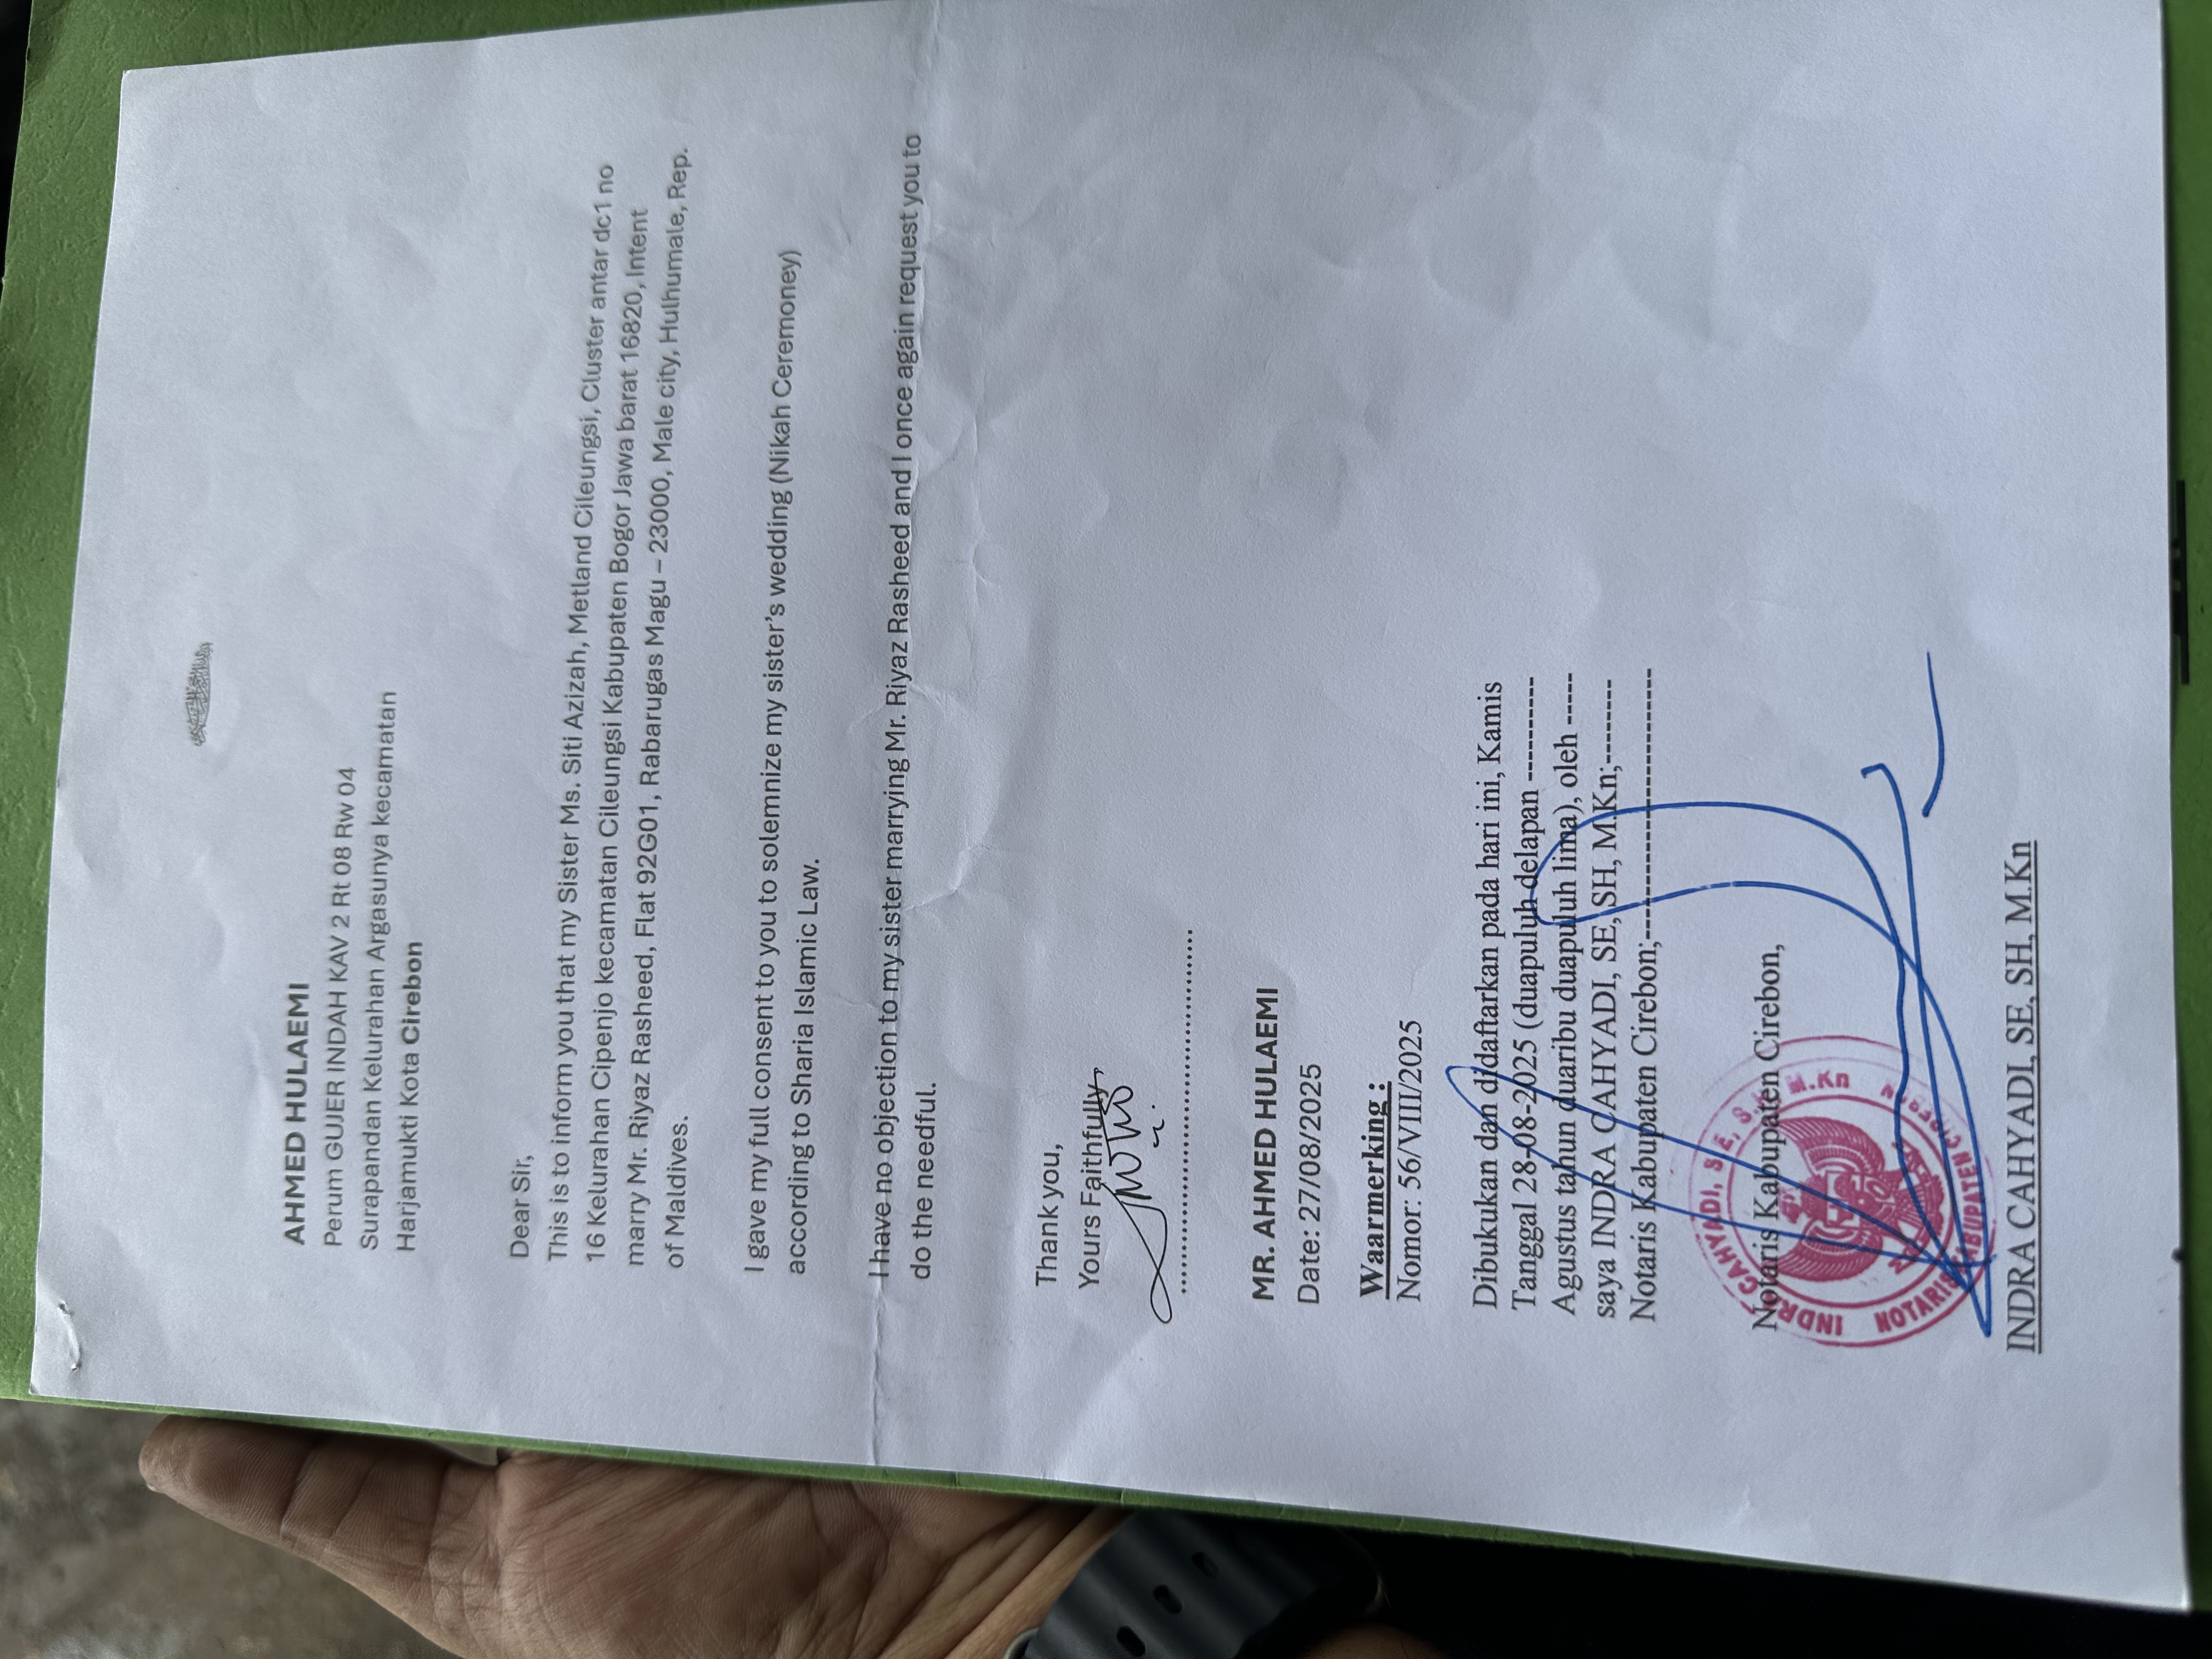 AHMED HULAEMI
Perum GUJER INDAH KAV 2 Rt 08 Rw 04
Surapandan Kelurahan Argasunya kecamatan
Harjamukti Kota Cirebon
Dear Sir,
This is to inform you that my Sister Ms. Siti Azizah, Metland Cileungsi, Cluster antar dc1 no
16 Kelurahan Cipenjo kecamatan Cileungsi Kabupaten Bogor Jawa barat 16820, Intent
marry Mr. Riyaz Rasheed, Flat 92G01, Rabarugas Magu – 23000, Male city, Hulhumale, Rep.
of Maldives.
I gave my full consent to you to solemnize my sister's wedding (Nikah Ceremoney)
according to Sharia Islamic Law.
I have no objection to my sister marrying Mr. Riyaz Rasheed and I once again request you to
do the needful.
Thank you,
Yours Faithfully,
MR. AHMED HULAEMI
Date: 27/08/2025
Waarmerking :
Nomor: 56/VIII/2025
Dibukukan dan didaftarkan pada hari ini, Kamis
Tanggal 28-08-2025 (duapuluh delapan -----------
Agustus tahun duaribu duapuluh lima), oleh -----
saya INDRA CAHYADI, SE, SH, M.Kn;---------
Notaris Kabupaten Cirebon;----------------------------
Notaris Kabupaten Cirebon,
INDRA CAHYADI, SE, S.H, M.Kn
NOTARIS KABUPATEN CIREBON
INDRA CAHYADI, SE, SH, M.Kn